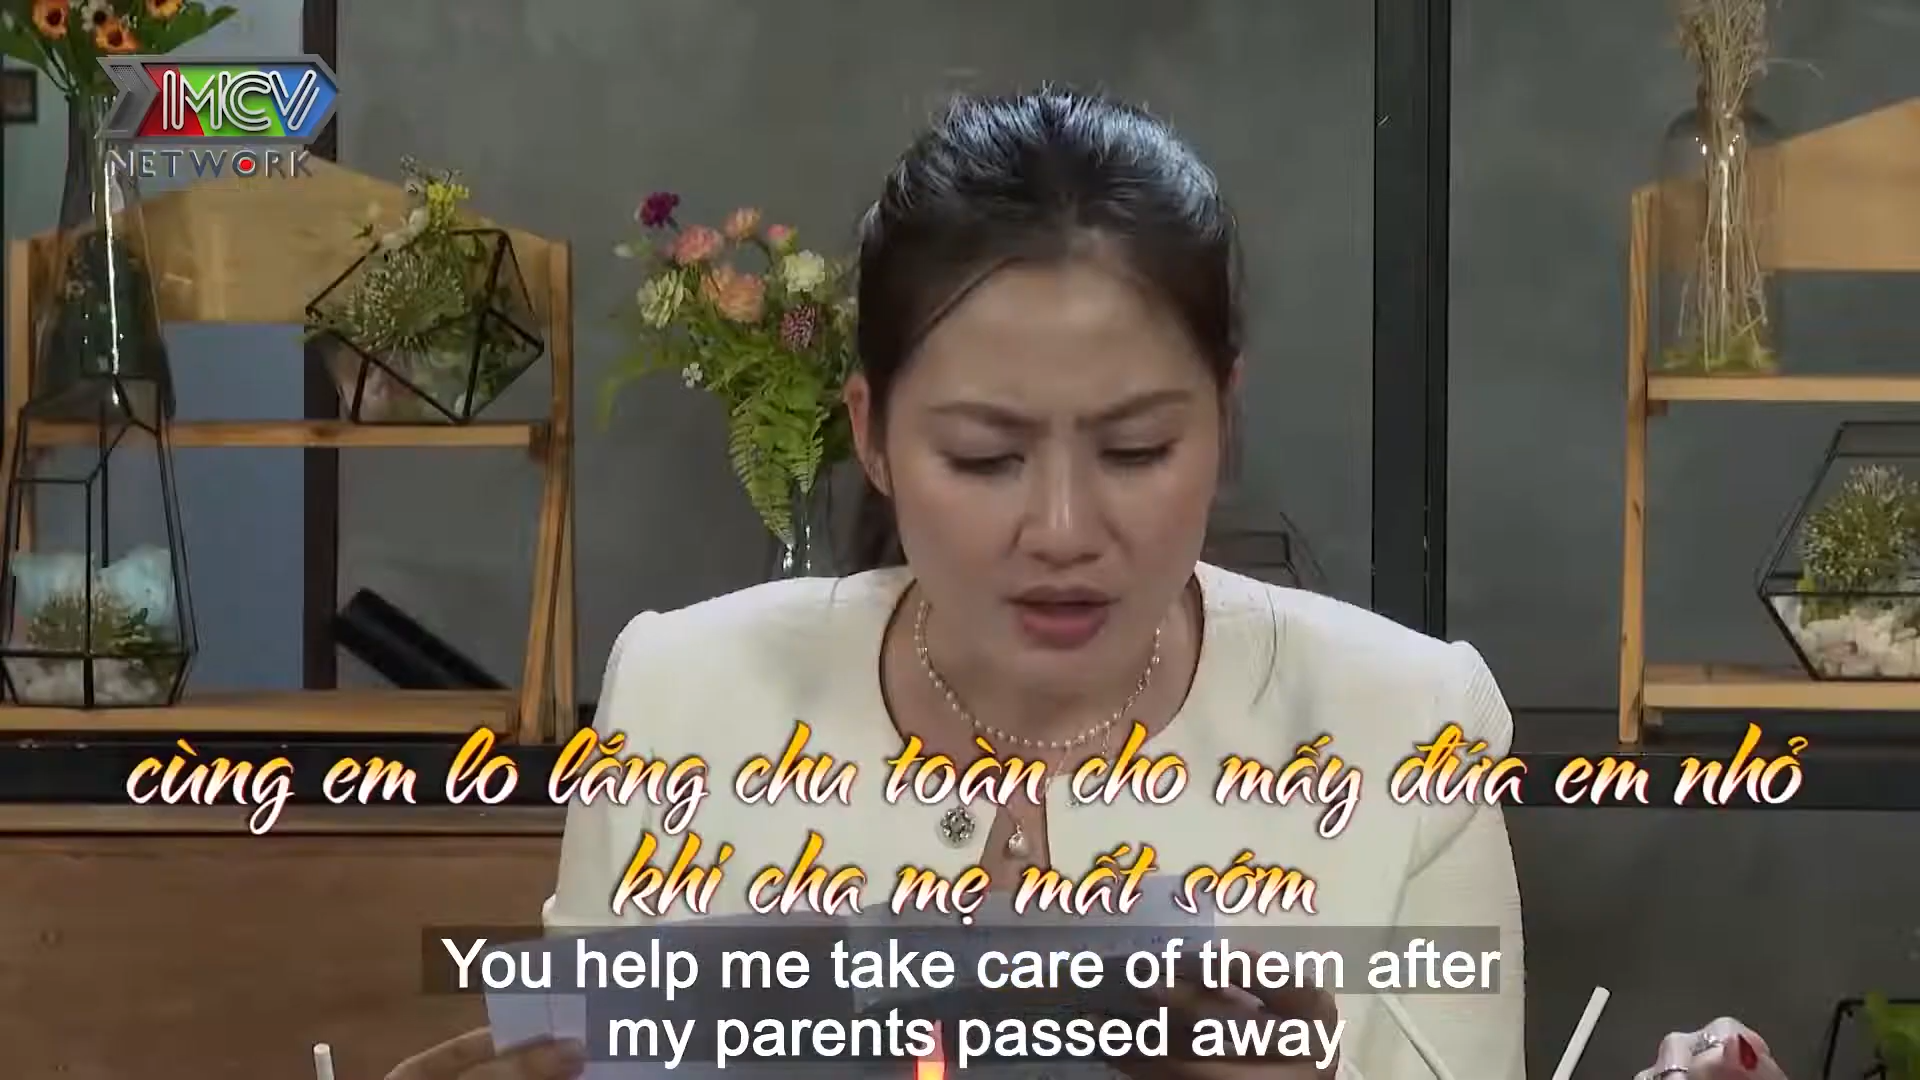 MCV
NETWORK
cùng em lo lắng chu toàn cho mấy đứa em nhỏ
khi cha mẹ mất sớm
You help me take care of them after
my parents passed away